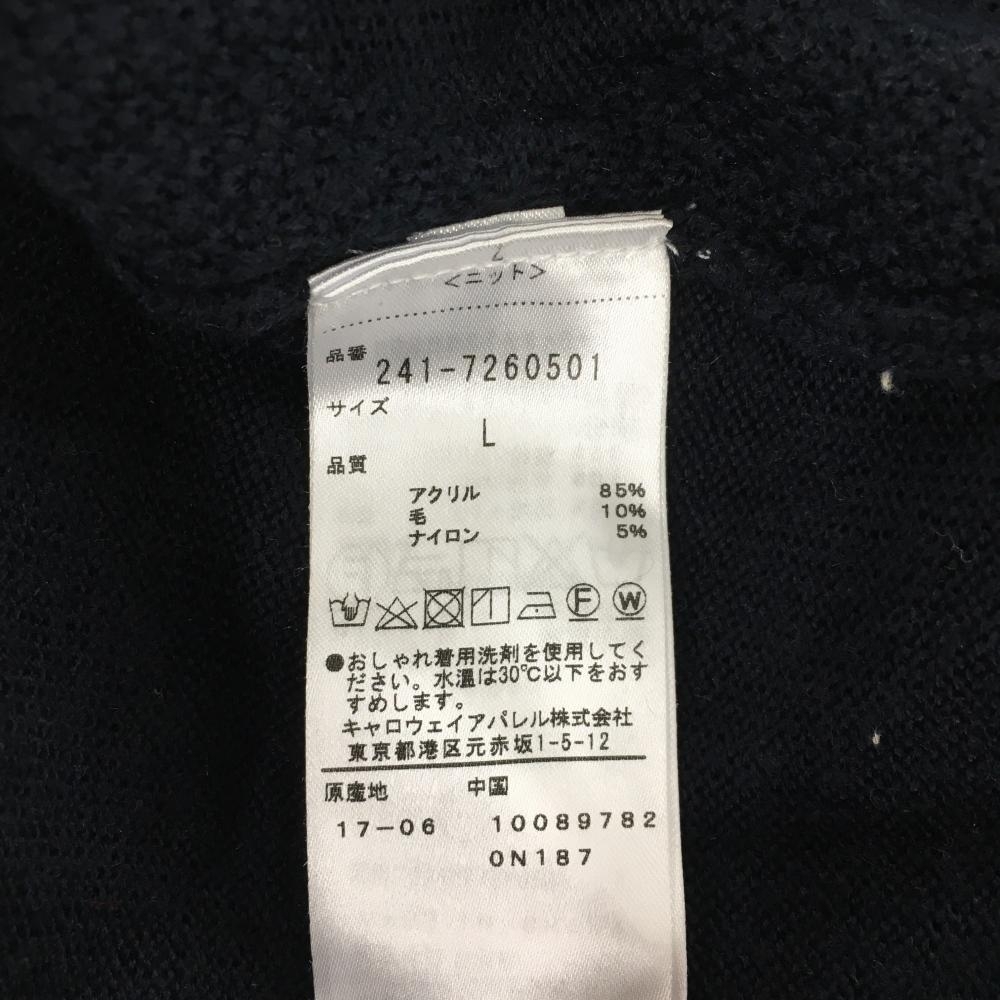 <ニット>
品番
241-7260501
サイズ
L
品質
アクリル 85%
毛 10%
ナイロン 5%
F W
●おしゃれ着用洗剤を使用してく
ださい。水温は30℃以下をおす
すめします。
キャロウェイアパレル株式会社
東京都港区元赤坂1-5-12
原産地 中国
17-06 10089782
0N187